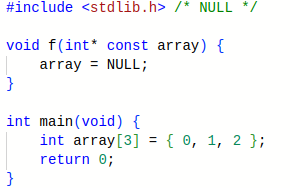 #include <stdlib.h> /* NULL */
void f(int* const array) {
    array = NULL;
}
int main(void) {
    int array[3] = { 0, 1, 2 };
    return 0;
}